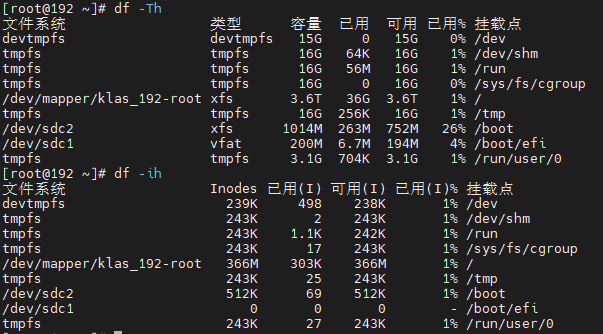 [root@192 ~]# df -Th
文件系统 类型 容量 已用 可用 已用% 挂载点
devtmpfs devtmpfs 15G 0 15G 0% /dev
tmpfs tmpfs 16G 64K 16G 1% /dev/shm
tmpfs tmpfs 16G 56M 16G 1% /run
tmpfs tmpfs 16G 0 16G 0% /sys/fs/cgroup
/dev/mapper/klas_192-root xfs 3.6T 36G 3.6T 1% /
tmpfs tmpfs 16G 256K 16G 1% /tmp
/dev/sdc2 xfs 1014M 263M 752M 26% /boot
/dev/sdc1 vfat 200M 6.7M 194M 4% /boot/efi
tmpfs tmpfs 3.1G 704K 3.1G 1% /run/user/0
[root@192 ~]# df -ih
文件系统 Inodes 已用(I) 可用(I) 已用(I)% 挂载点
devtmpfs 239K 498 238K 1% /dev
tmpfs 243K 2 243K 1% /dev/shm
tmpfs 243K 1.1K 242K 1% /run
tmpfs 243K 17 243K 1% /sys/fs/cgroup
/dev/mapper/klas_192-root 366M 303K 366M 1% /
tmpfs 243K 25 243K 1% /tmp
/dev/sdc2 512K 69 512K 1% /boot
/dev/sdc1 0 0 0 - /boot/efi
tmpfs 243K 27 243K 1% /run/user/0